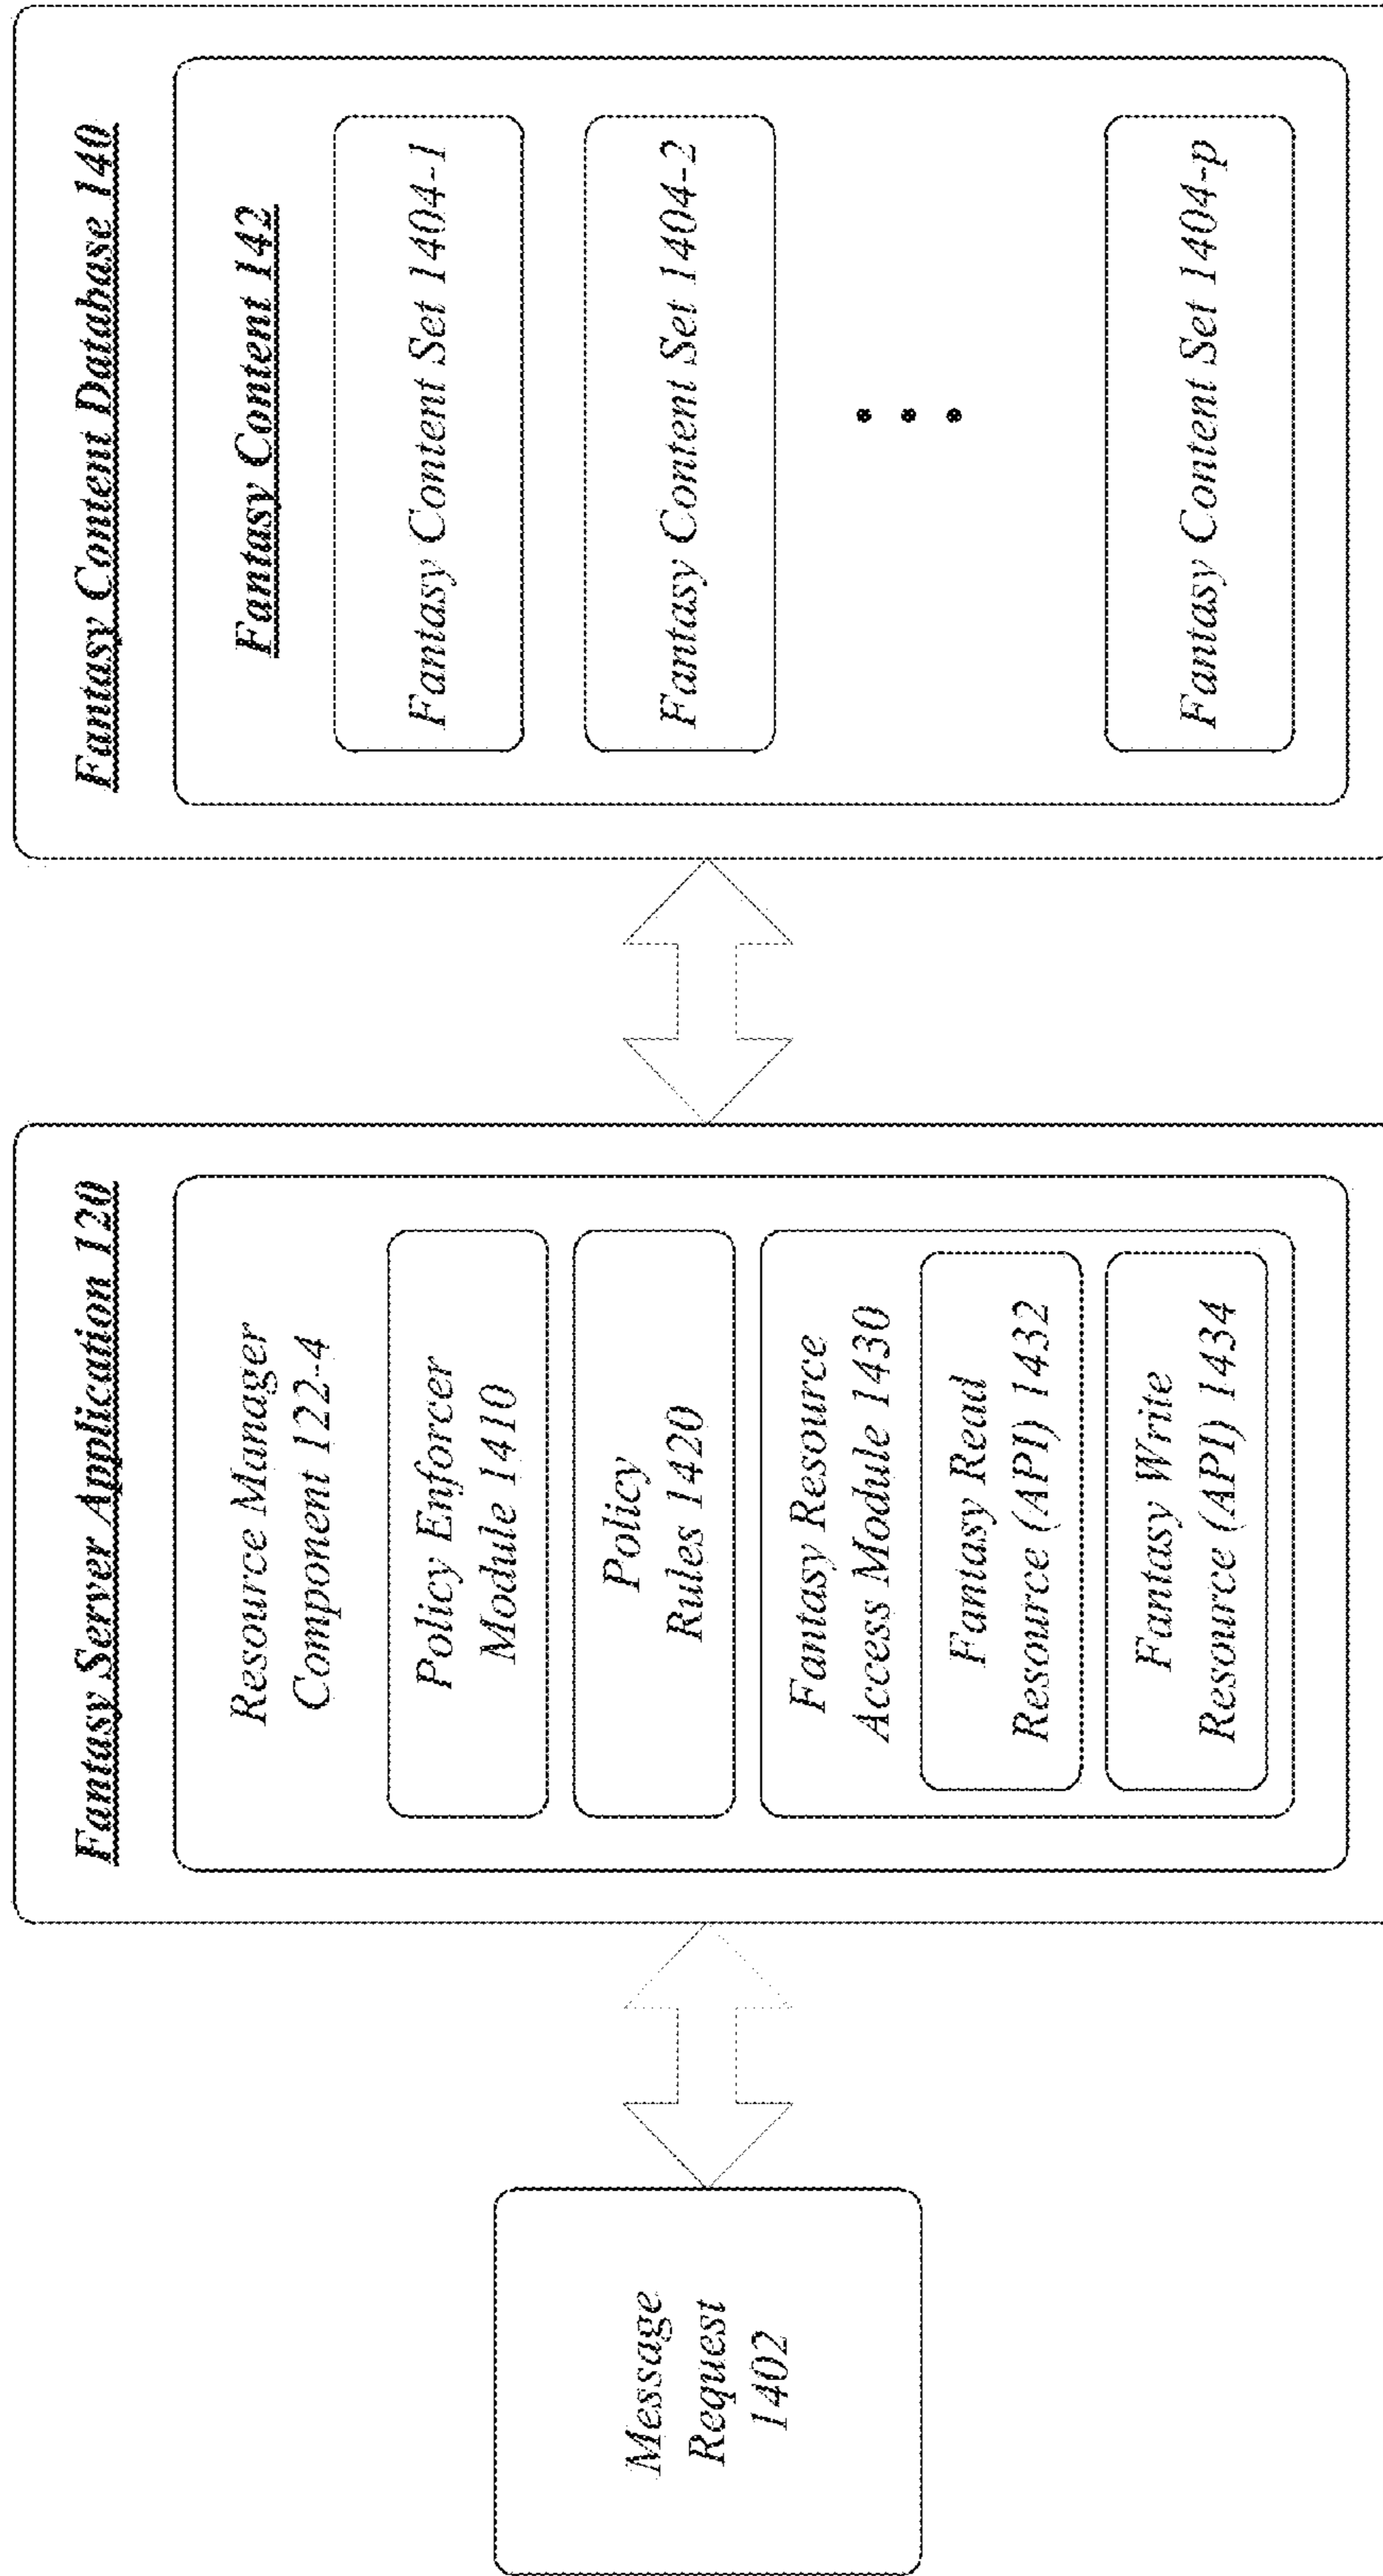 Message
Request
1402
Fantasy Server Application 120
Resource Manager
Component 122-4
Policy Enforcer
Module 1410
Policy
Rules 1420
Fantasy Resource
Access Module 1430
Fantasy Read
Resource (API) 1432
Fantasy Write
Resource (API) 1434
Fantasy Content Database 140
Fantasy Content 142
Fantasy Content Set 1404-1
Fantasy Content Set 1404-2
Fantasy Content Set 1404-p